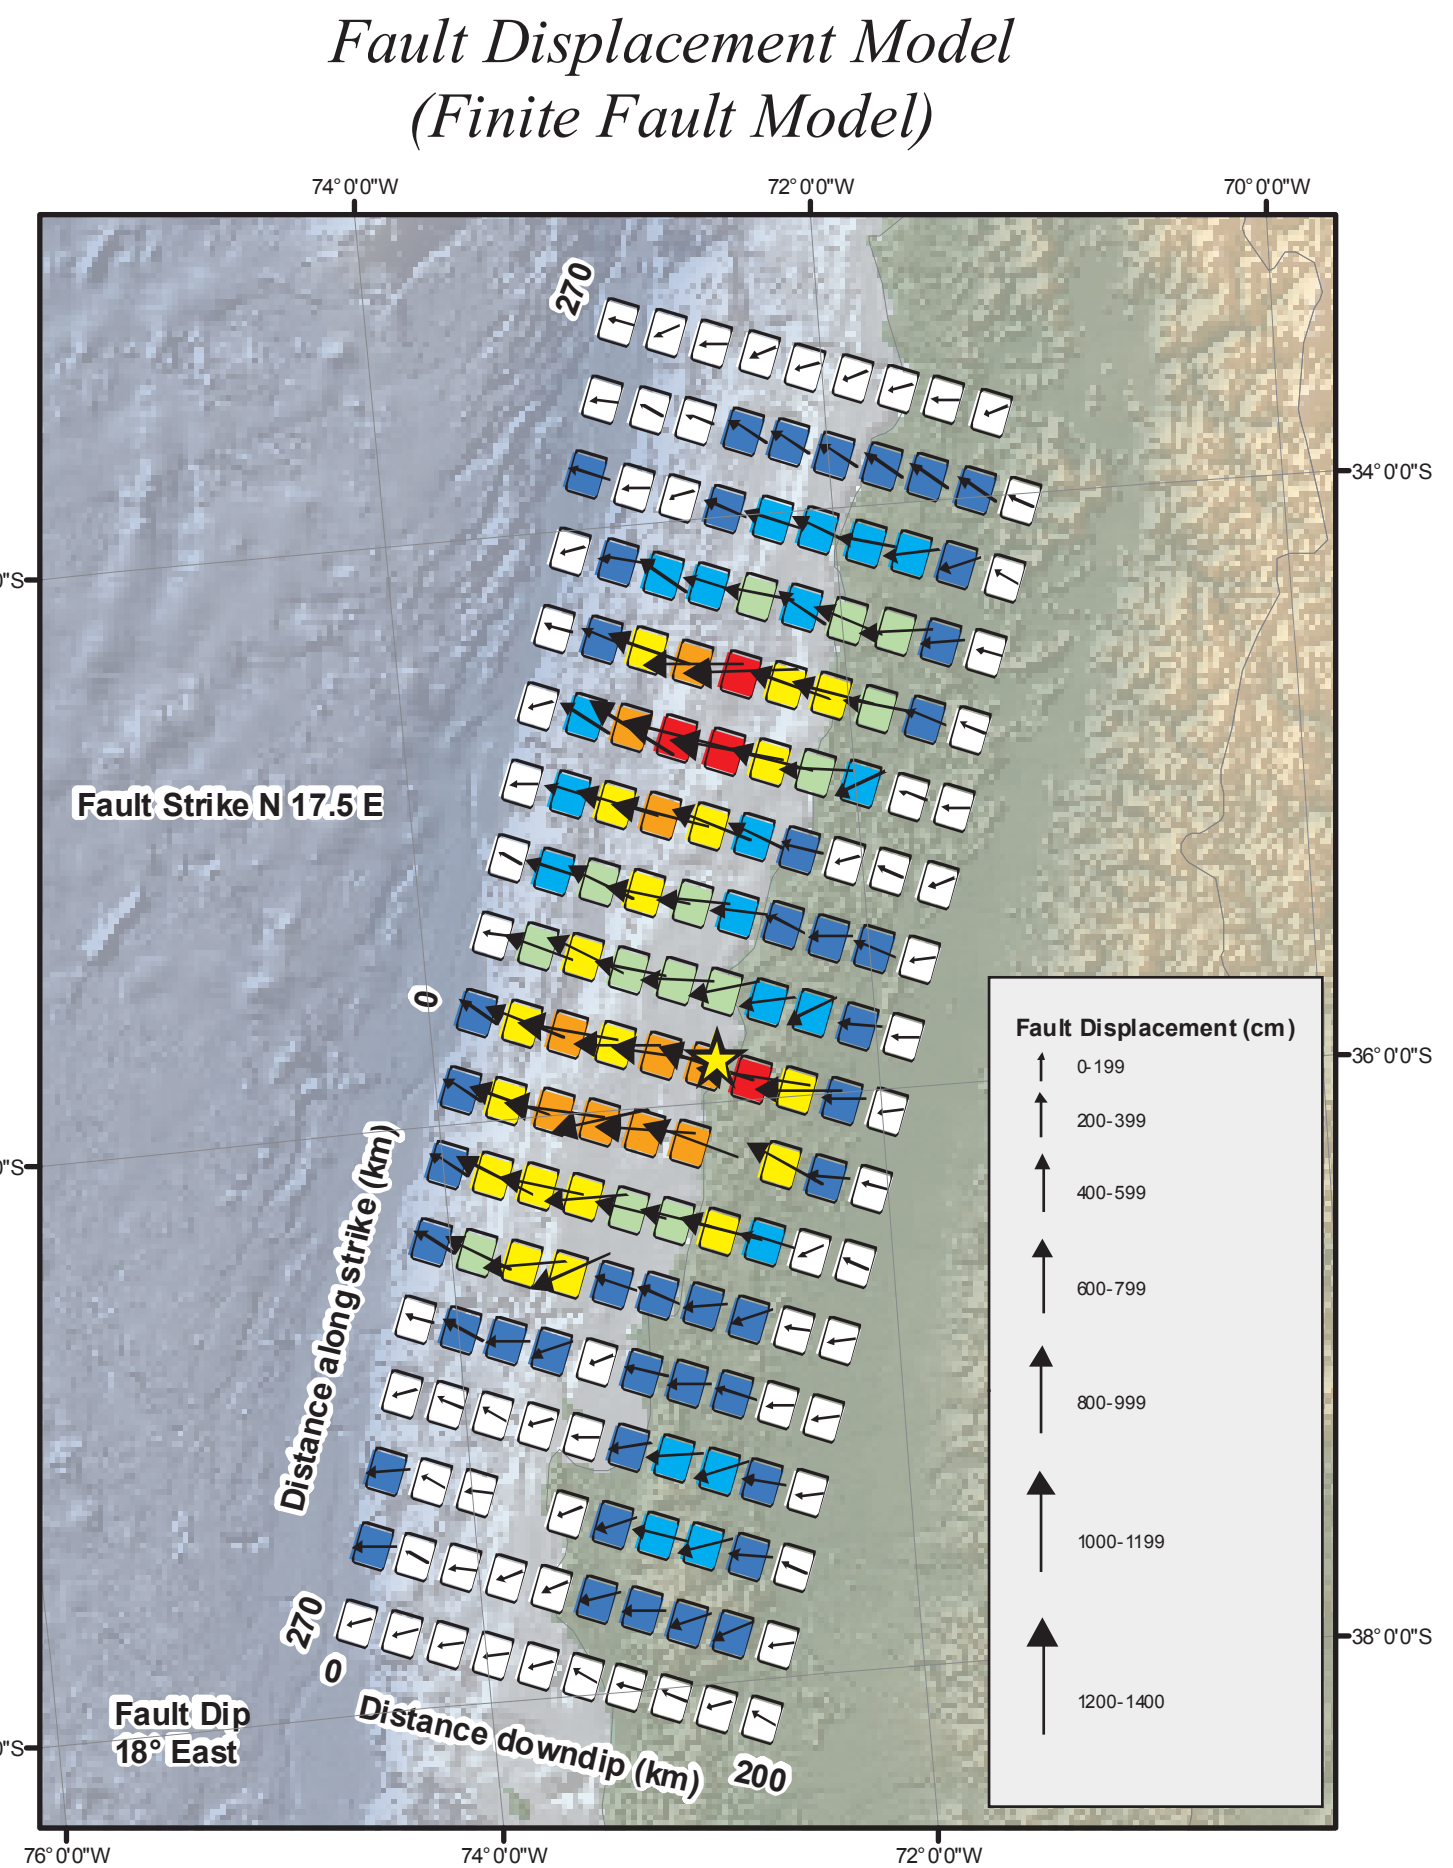 Fault Displacement Model
(Finite Fault Model)
74°0'0"W
72°0'0"W
70°0'0"W
270
34°0'0"S
0"S
Fault Strike N 17.5 E
0
Fault Displacement (cm)
0-199
200-399
400-599
600-799
800-999
1000-1199
1200-1400
36°0'0"S
0"S
Distance along strike (km)
270
0
38°0'0"S
Fault Dip
18° East
0"S
Distance downdip (km)
200
76°0'0"W
74°0'0"W
72°0'0"W